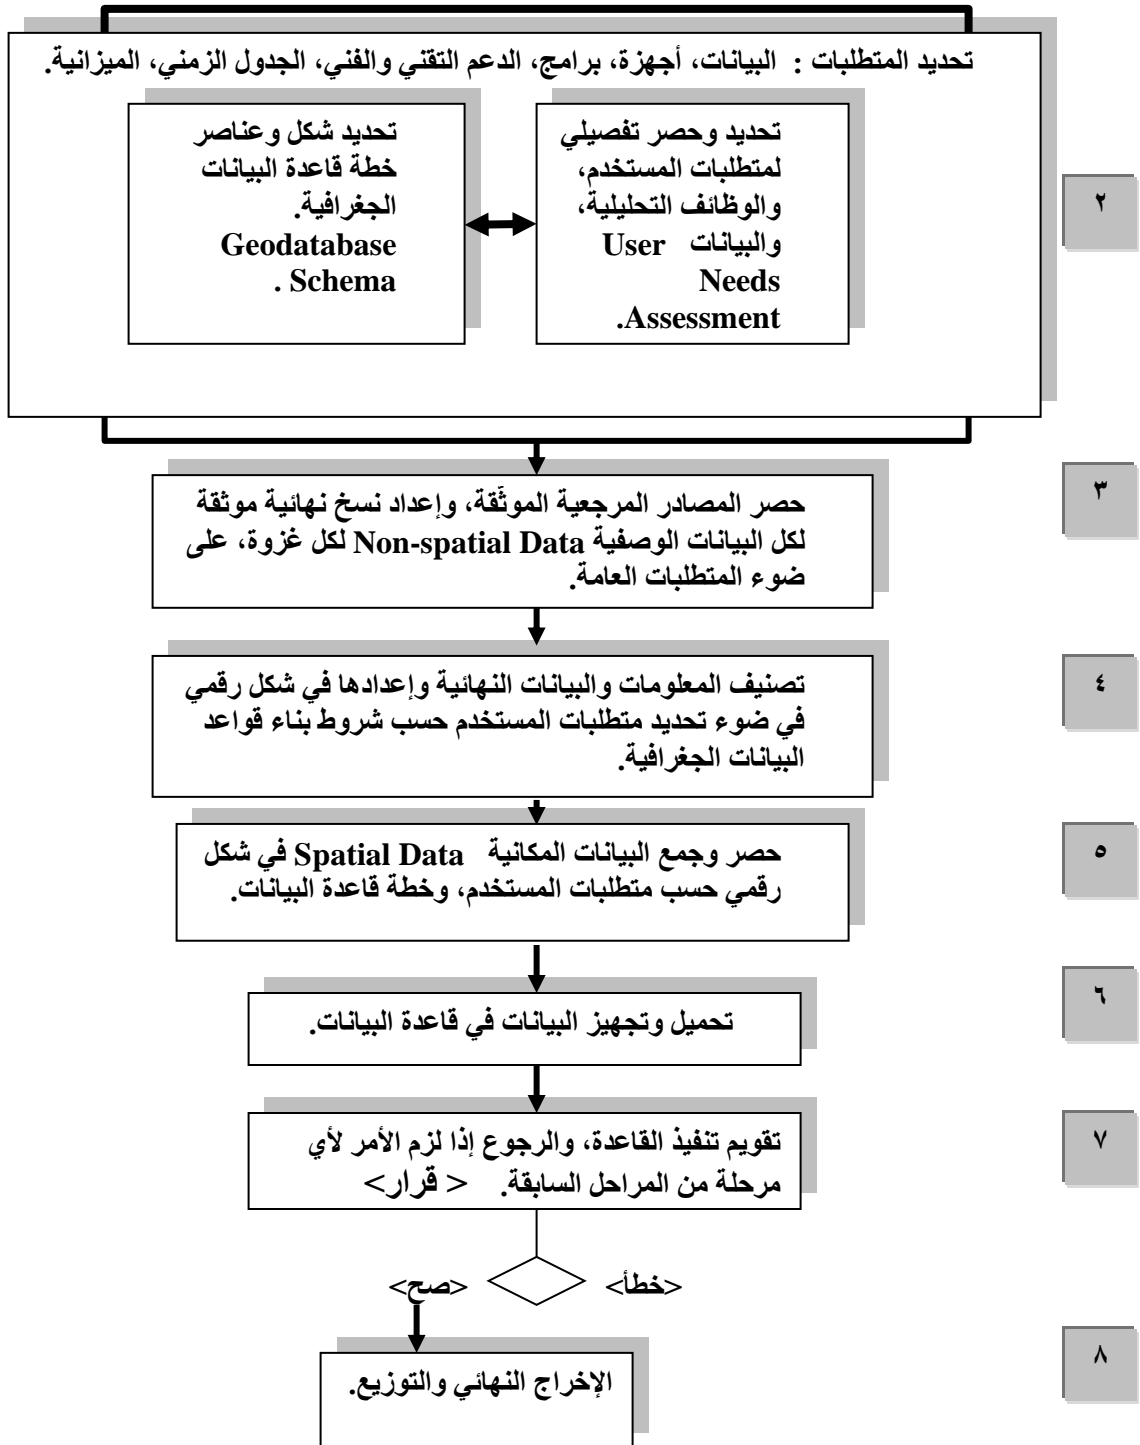 تحديد المتطلبات : البيانات، أجهزة، برامج، الدعم التقني والفني، الجدول الزمني، الميزانية.
تحديد وحصر تفصيلي
لمتطلبات المستخدم،
والوظائف التحليلية،
والبيانات User
Needs
Assessment.
تحديد شكل وعناصر
خطة قاعدة البيانات
الجغرافية.
Geodatabase
Schema .
٢
حصر المصادر المرجعية الموثَّقة، وإعداد نسخ نهائية موثقة
لكل البيانات الوصفية Non-spatial Data لكل غزوة، على
ضوء المتطلبات العامة.
٣
تصنيف المعلومات والبيانات النهائية وإعدادها في شكل رقمي
في ضوء تحديد متطلبات المستخدم حسب شروط بناء قواعد
البيانات الجغرافية.
٤
حصر وجمع البيانات المكانية Spatial Data في شكل
رقمي حسب متطلبات المستخدم، وخطة قاعدة البيانات.
٥
تحميل وتجهيز البيانات في قاعدة البيانات.
٦
تقويم تنفيذ القاعدة، والرجوع إذا لزم الأمر لأي
مرحلة من المراحل السابقة. < قرار>
٧
<خطأ>
<صح>
الإخراج النهائي والتوزيع.
٨